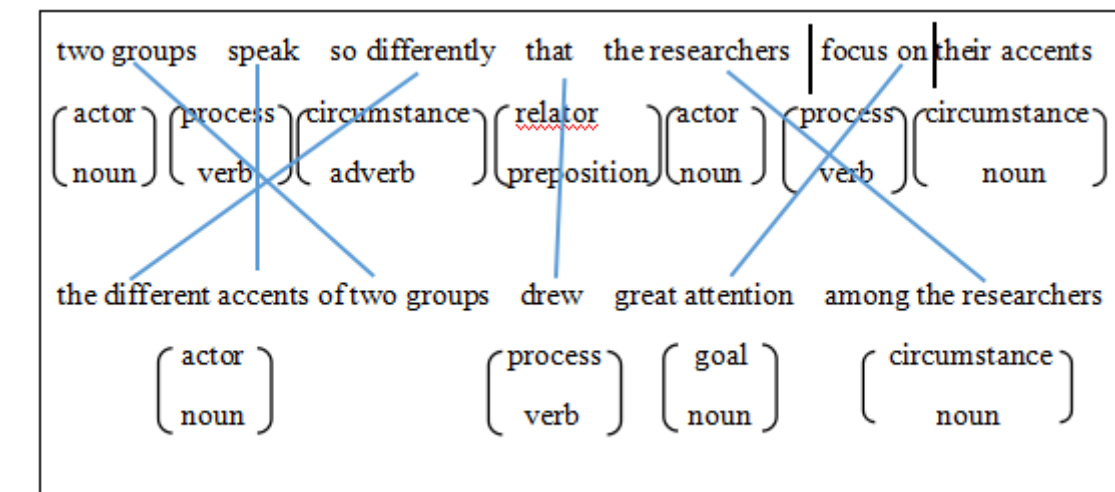 two groups speak so differently that the researchers focus on their accents
actor process circumstance relator actor process circumstance
noun verb adverb preposition noun verb noun
the different accents of two groups drew great attention among the researchers
actor process goal circumstance
noun verb noun noun